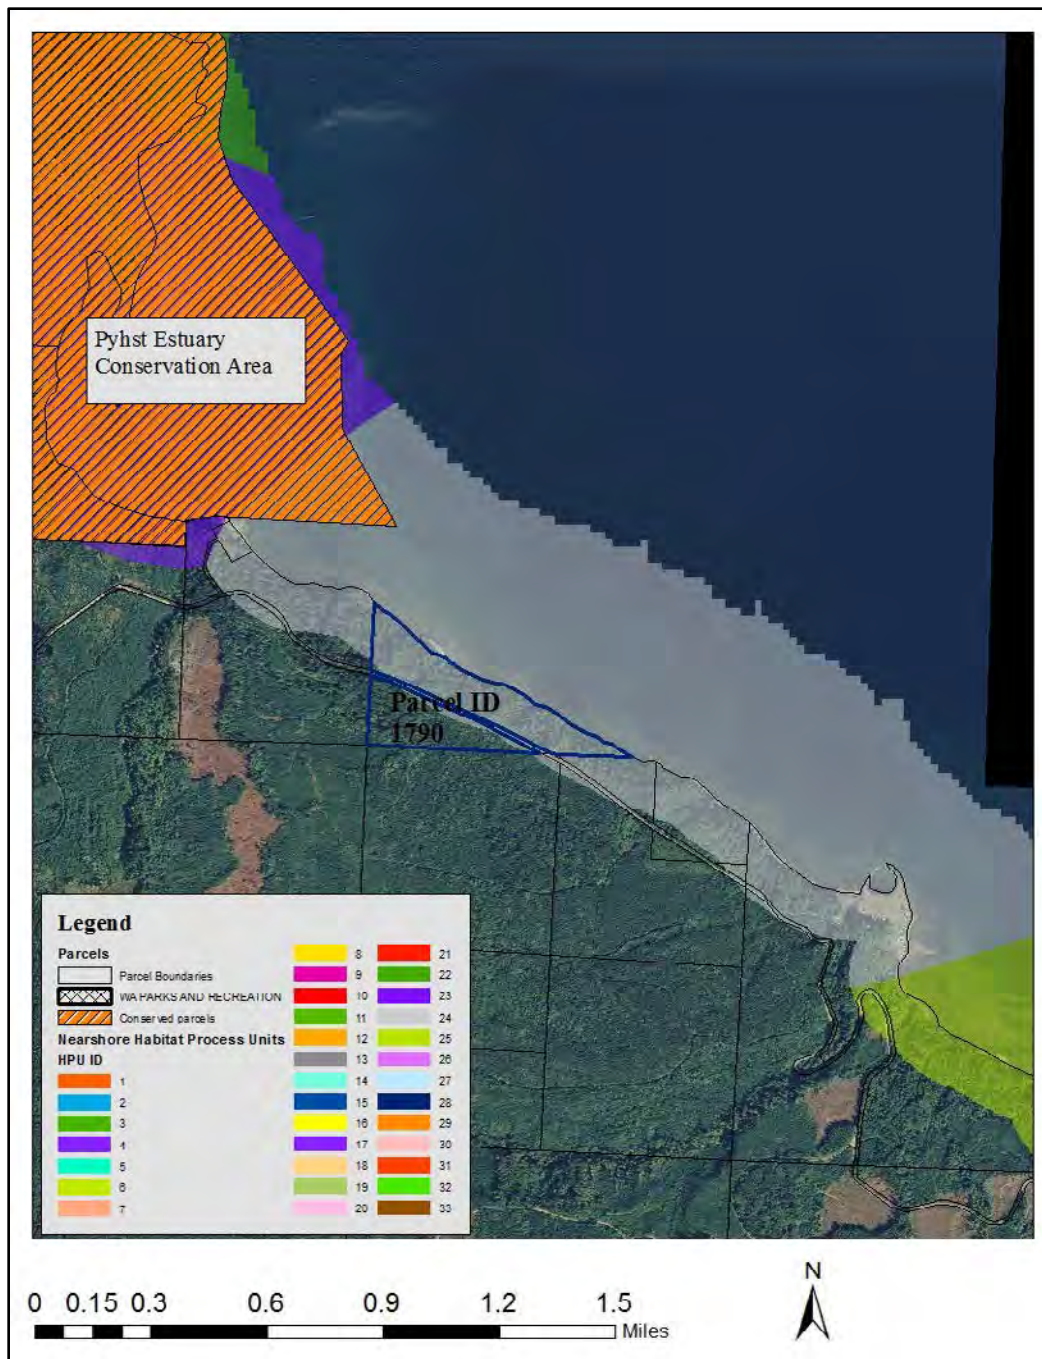 Pyhst Estuary
Conservation Area
Parcel ID
1790
Legend
Parcels
Parcel Boundaries
WA PARKS AND RECREATION
Conserved parcels
Nearshore Habitat Process Units
HPU ID
1
2
3
4
5
6
7
8
9
10
11
12
13
14
15
16
17
18
19
20
21
22
23
24
25
26
27
28
29
30
31
32
33
0 0.15 0.3 0.6 0.9 1.2 1.5
Miles
N